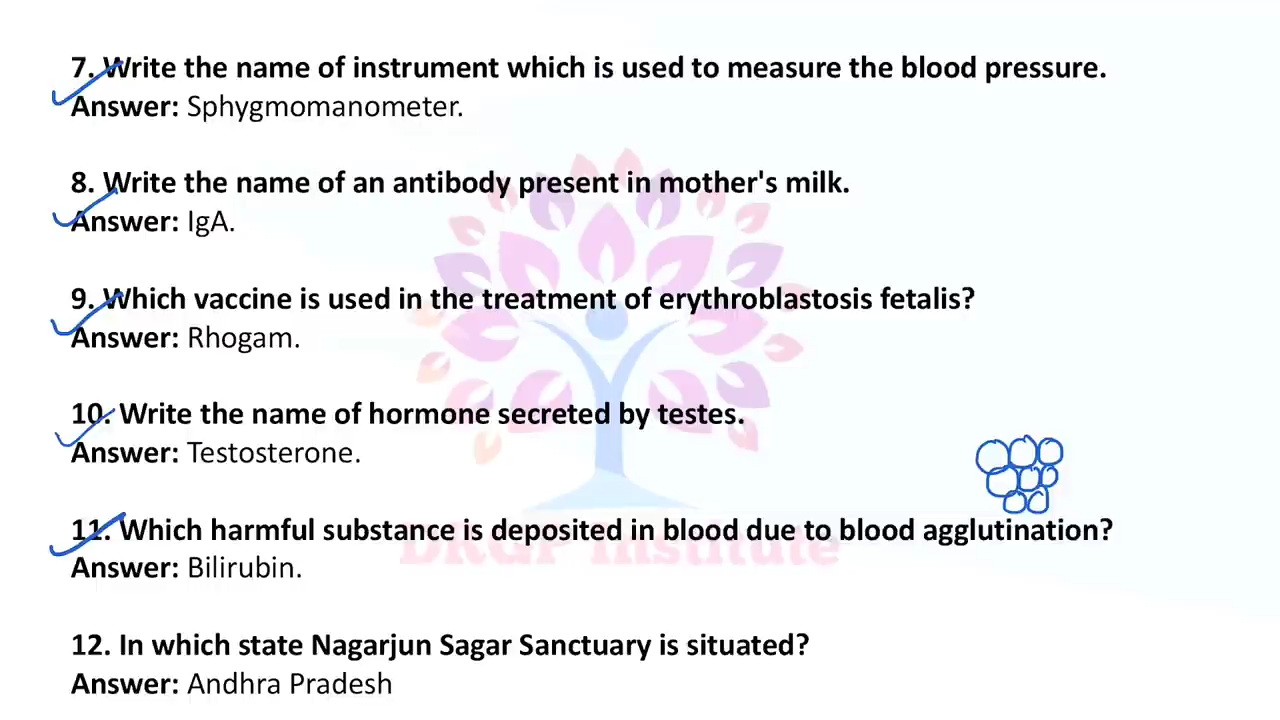 7. Write the name of instrument which is used to measure the blood pressure.
Answer: Sphygmomanometer.
8. Write the name of an antibody present in mother's milk.
Answer: IgA.
9. Which vaccine is used in the treatment of erythroblastosis fetalis?
Answer: Rhogam.
10. Write the name of hormone secreted by testes.
Answer: Testosterone.
11. Which harmful substance is deposited in blood due to blood agglutination?
DRGP Institute
Answer: Bilirubin.
12. In which state Nagarjun Sagar Sanctuary is situated?
Answer: Andhra Pradesh